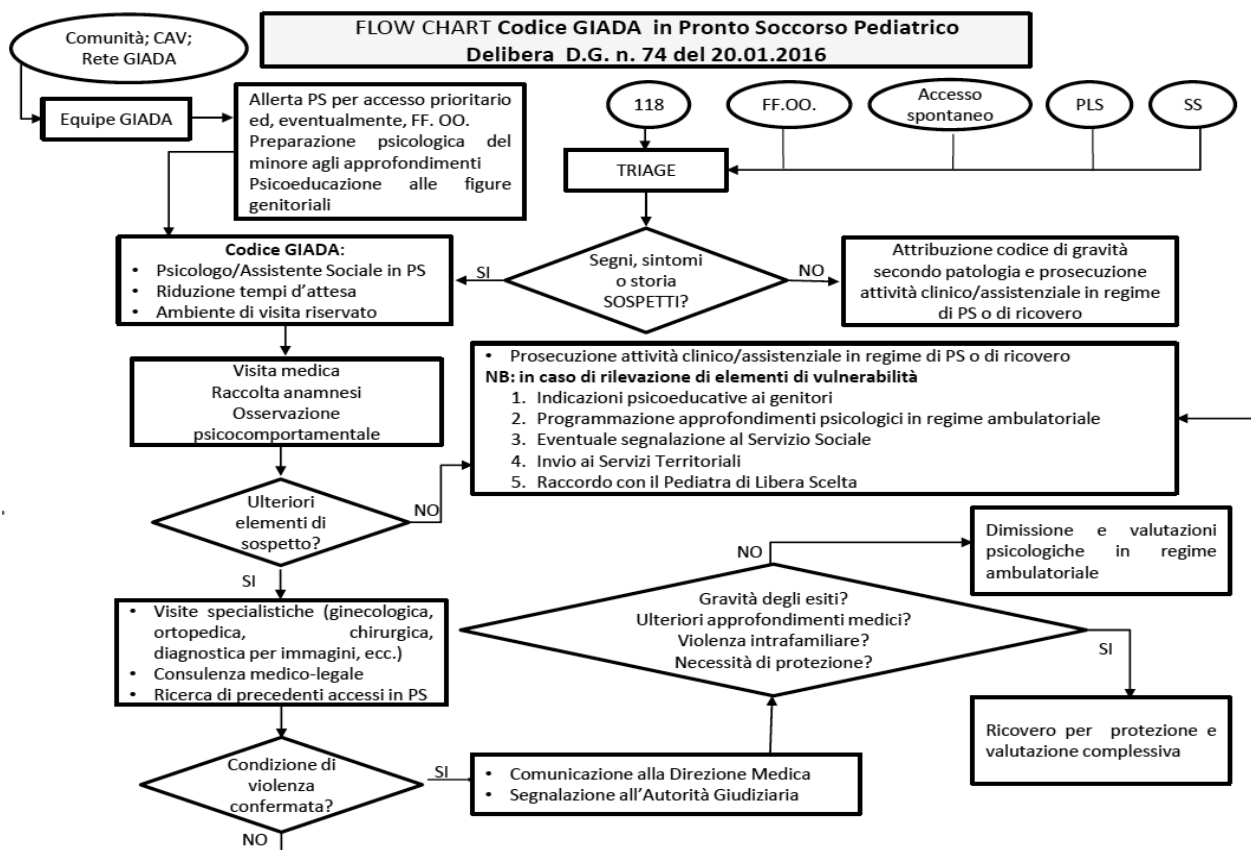 FLOW CHART Codice GIADA in Pronto Soccorso Pediatrico
Delibera D.G. n. 74 del 20.01.2016
Comunità; CAV;
Rete GIADA
Equipe GIADA
Allerta PS per accesso prioritario
ed, eventualmente, FF. OO.
Preparazione psicologica del
minore agli approfondimenti
Psicoeducazione alle figure
genitoriali
118
FF.OO.
Accesso
spontaneo
PLS
SS
TRIAGE
Segni, sintomi
o storia
SOSPETTI?
SI
NO
Codice GIADA:
• Psicologo/Assistente Sociale in PS
• Riduzione tempi d'attesa
• Ambiente di visita riservato
Attribuzione codice di gravità
secondo patologia e prosecuzione
attività clinico/assistenziale in regime
di PS o di ricovero
Visita medica
Raccolta anamnesi
Osservazione
psicocomportamentale
• Prosecuzione attività clinico/assistenziale in regime di PS o di ricovero
NB: in caso di rilevazione di elementi di vulnerabilità
1. Indicazioni psicoeducative ai genitori
2. Programmazione approfondimenti psicologici in regime ambulatoriale
3. Eventuale segnalazione al Servizio Sociale
4. Invio ai Servizi Territoriali
5. Raccordo con il Pediatra di Libera Scelta
Ulteriori
elementi di
sospetto?
NO
SI
• Visite specialistiche (ginecologica,
ortopedica, chirurgica,
diagnostica per immagini, ecc.)
• Consulenza medico-legale
• Ricerca di precedenti accessi in PS
Condizione di
violenza
confermata?
SI
NO
• Comunicazione alla Direzione Medica
• Segnalazione all'Autorità Giudiziaria
Gravità degli esiti?
Ulteriori approfondimenti medici?
Violenza intrafamiliare?
Necessità di protezione?
NO
SI
Dimissione e valutazioni
psicologiche in regime
ambulatoriale
Ricovero per protezione e
valutazione complessiva